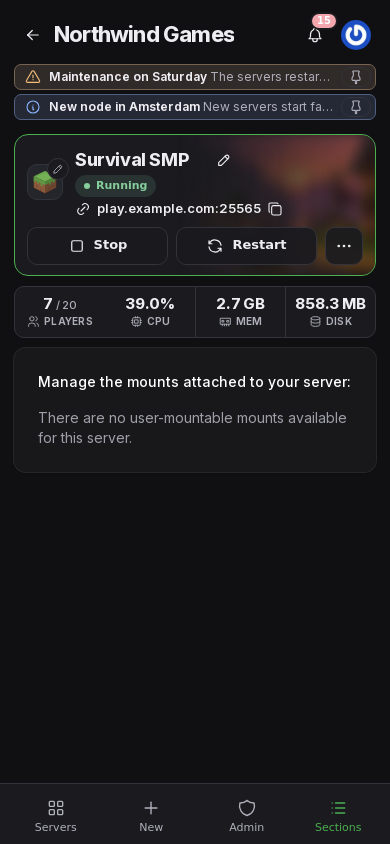 Northwind Games
15
Maintenance on Saturday The servers restar...
New node in Amsterdam New servers start fa...
Survival SMP
Running
play.example.com:25565
Stop
Restart
7 / 20
PLAYERS
39.0%
CPU
2.7 GB
MEM
858.3 MB
DISK
Manage the mounts attached to your server:
There are no user-mountable mounts available
for this server.
Servers
New
Admin
Sections